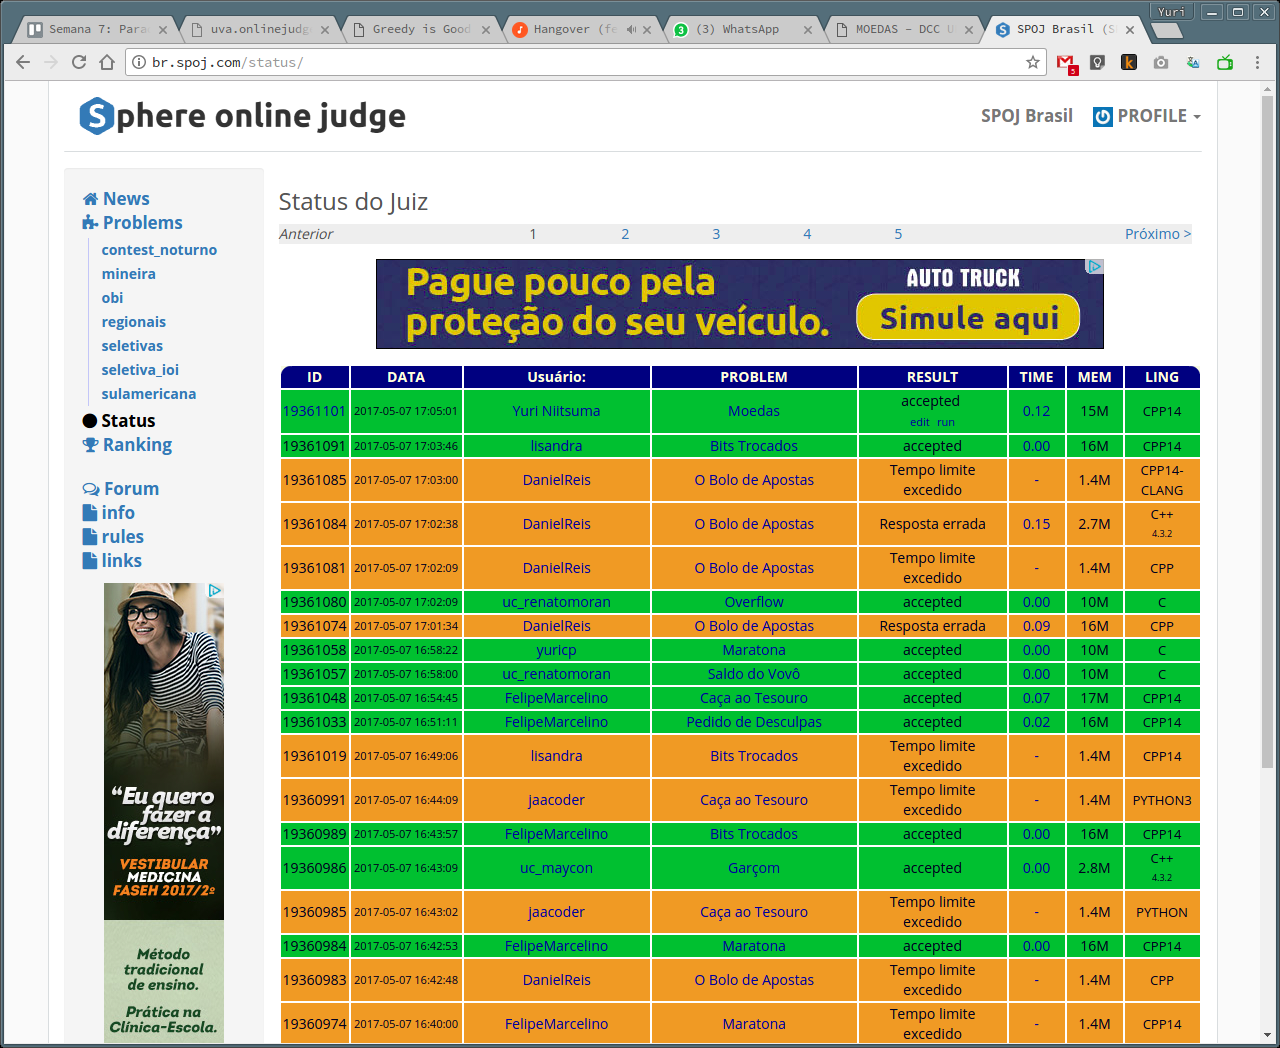 Yuri
Semana 7: Para
uva.onlinejudg
Greedy is Good
Hangover (fe
(3) WhatsApp
MOEDAS - DCC U
SPOJ Brasil (S
br.spoj.com/status/
5
Sphere online judge
SPOJ Brasil
PROFILE
News
Problems
contest_noturno
mineira
obi
regionais
seletivas
seletiva_ioi
sulamericana
Status
Ranking
Forum
info
rules
links
“Eu quero
fazer a
diferença”
VESTIBULAR
MEDICINA
FASEH 2017/2º
Método
tradicional
de ensino.
Prática na
Clínica-Escola.
Status do Juiz
Anterior 1 2 3 4 5 Próximo >
Pague pouco pela
proteção do seu veículo.
AUTO TRUCK
Simule aqui
ID DATA Usuário: PROBLEM RESULT TIME MEM LING
19361101 2017-05-07 17:05:01 Yuri Niitsuma Moedas accepted edit run 0.12 15M CPP14
19361091 2017-05-07 17:03:46 lisandra Bits Trocados accepted 0.00 16M CPP14
19361085 2017-05-07 17:03:00 DanielReis O Bolo de Apostas Tempo limite excedido - 1.4M CPP14-CLANG
19361084 2017-05-07 17:02:38 DanielReis O Bolo de Apostas Resposta errada 0.15 2.7M C++ 4.3.2
19361081 2017-05-07 17:02:09 DanielReis O Bolo de Apostas Tempo limite excedido - 1.4M CPP
19361080 2017-05-07 17:02:09 uc_renatomoran Overflow accepted 0.00 10M C
19361074 2017-05-07 17:01:34 DanielReis O Bolo de Apostas Resposta errada 0.09 16M CPP
19361058 2017-05-07 16:58:22 yuricp Maratona accepted 0.00 10M C
19361057 2017-05-07 16:58:00 uc_renatomoran Saldo do Vovô accepted 0.00 10M C
19361048 2017-05-07 16:54:45 FelipeMarcelino Caça ao Tesouro accepted 0.07 17M CPP14
19361033 2017-05-07 16:51:11 FelipeMarcelino Pedido de Desculpas accepted 0.02 16M CPP14
19361019 2017-05-07 16:49:06 lisandra Bits Trocados Tempo limite excedido - 1.4M CPP14
19360991 2017-05-07 16:44:09 jaacoder Caça ao Tesouro Tempo limite excedido - 1.4M PYTHON3
19360989 2017-05-07 16:43:57 FelipeMarcelino Bits Trocados accepted 0.00 16M CPP14
19360986 2017-05-07 16:43:09 uc_maycon Garçom accepted 0.00 2.8M C++ 4.3.2
19360985 2017-05-07 16:43:02 jaacoder Caça ao Tesouro Tempo limite excedido - 1.4M PYTHON
19360984 2017-05-07 16:42:53 FelipeMarcelino Maratona accepted 0.00 16M CPP14
19360983 2017-05-07 16:42:48 DanielReis O Bolo de Apostas Tempo limite excedido - 1.4M CPP
19360974 2017-05-07 16:40:00 FelipeMarcelino Maratona Tempo limite excedido - 1.4M CPP14